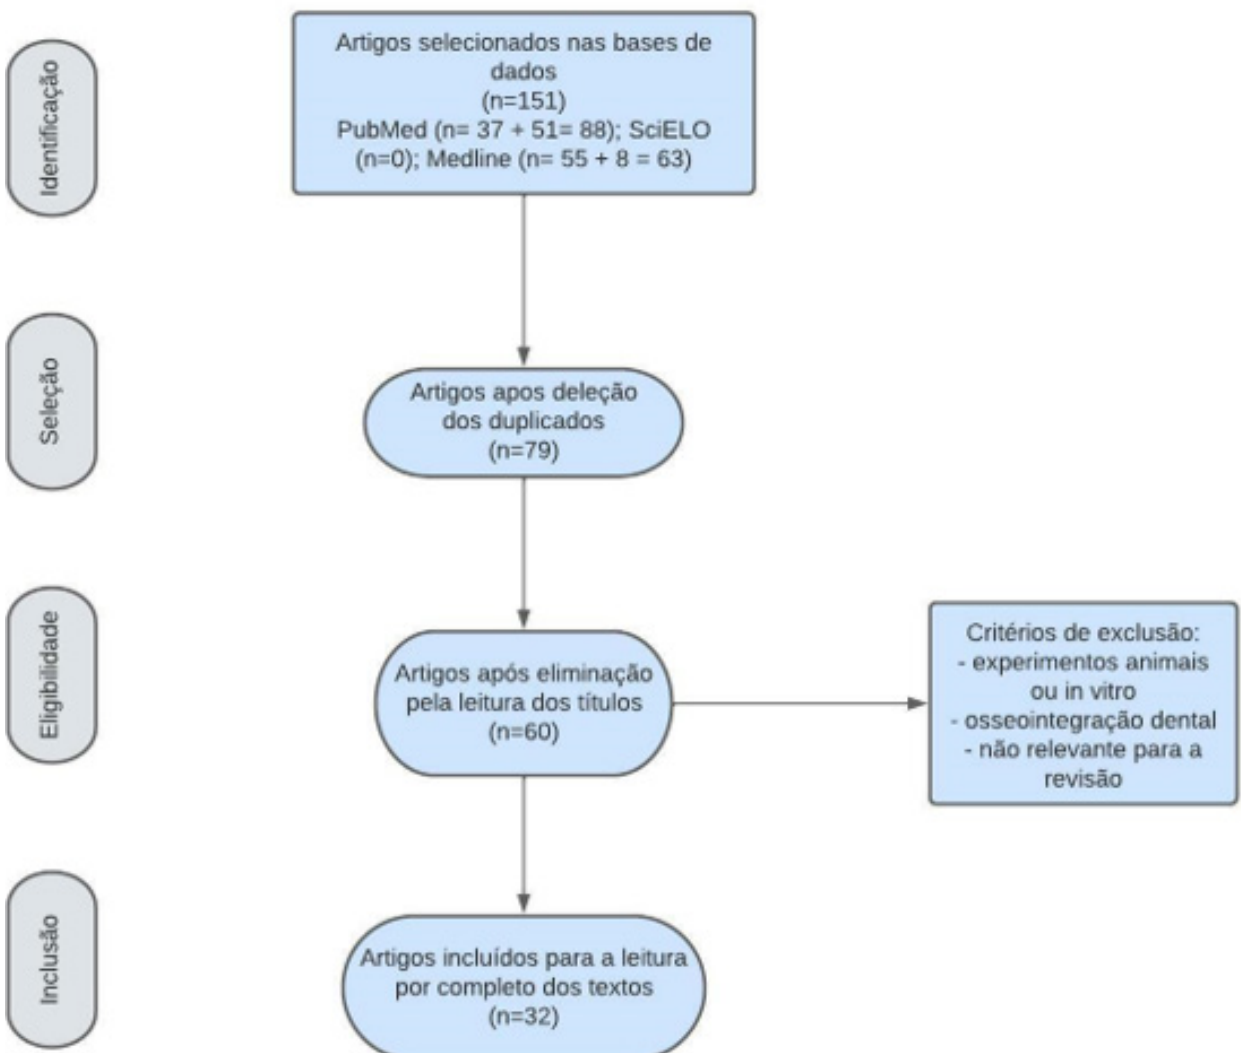 Identificação
Artigos selecionados nas bases de
dados
(n=151)
PubMed (n= 37 + 51= 88); SciELO
(n=0); Medline (n= 55 + 8 = 63)
Seleção
Artigos apos deleção
dos duplicados
(n=79)
Eligibilidade
Artigos após eliminação
pela leitura dos títulos
(n=60)
Critérios de exclusão:
- experimentos animais
ou in vitro
- osseointegração dental
- não relevante para a
revisão
Inclusão
Artigos incluídos para a leitura
por completo dos textos
(n=32)